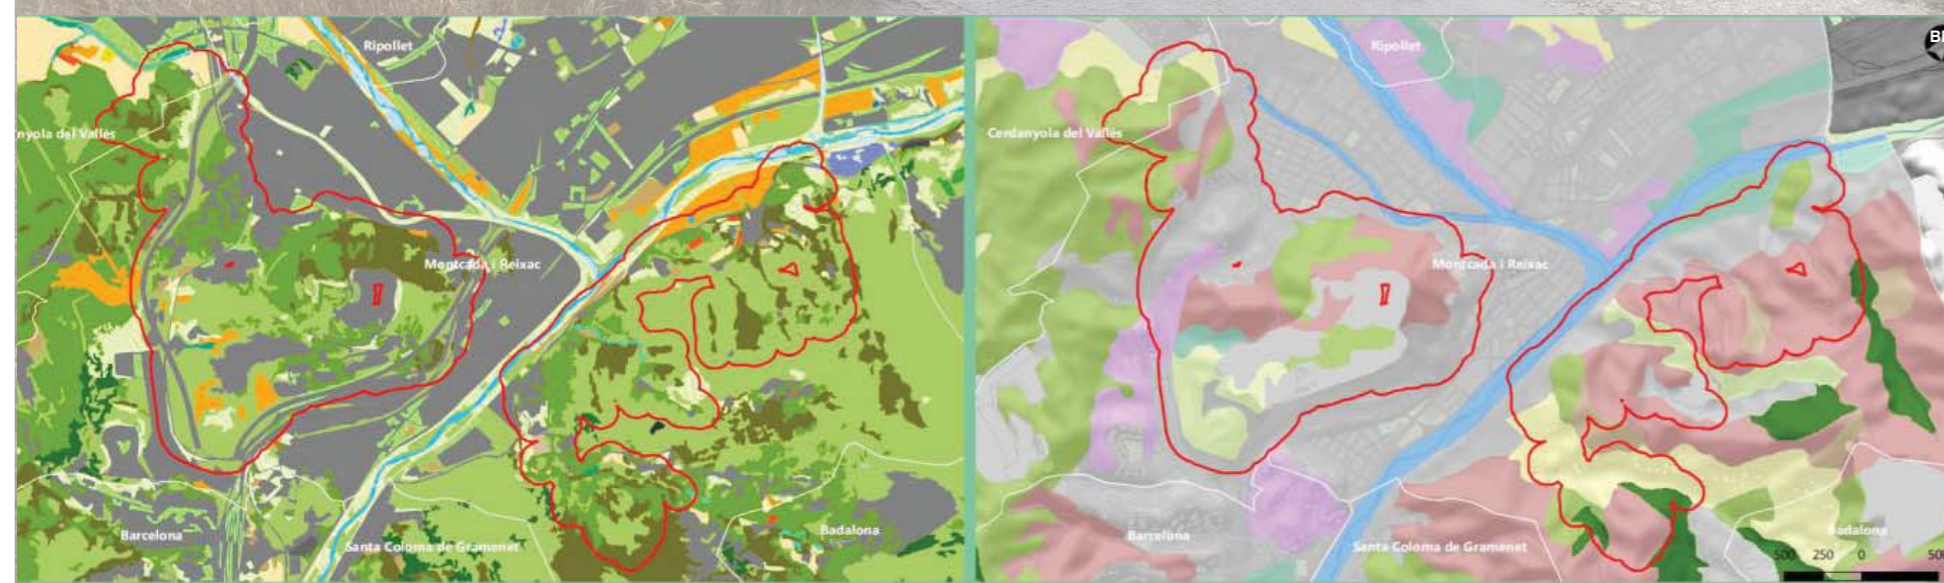 Ripollet
nyola del Vallès
Montcada i Reixac
Barcelona
Santa Coloma de Gramenet
Badalona
Ripollet
Cerdanyola del Vallès
Montcada i Reixac
Barcelona
Santa Coloma de Gramenet
Badalona
500 250 0 50